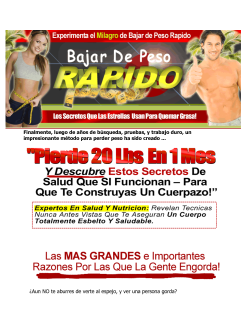 Experimenta el Milagro de Bajar de Peso Rapido
Bajar De Peso
RAPIDO
Los Secretos Que Las Estrellas Usan Para Quemar Grasa!
Finalmente, luego de años de búsqueda, pruebas, y trabajo duro, un
impresionante método para perder peso ha sido creado ...
"Pierde 20 Lbs En 1 Mes
Y Descubre Estos Secretos De
Salud Que SI Funcionan – Para
Que Te Construyas Un Cuerpazo!"
Expertos En Salud Y Nutricion: Revelan Tecnicas
Nunca Antes Vistas Que Te Aseguran Un Cuerpo
Totalmente Esbelto Y Saludable.
Las MAS GRANDES e Importantes
Razones Por Las Que La Gente Engorda!
¿Aun NO te aburres de verte al espejo, y ver una persona gorda?